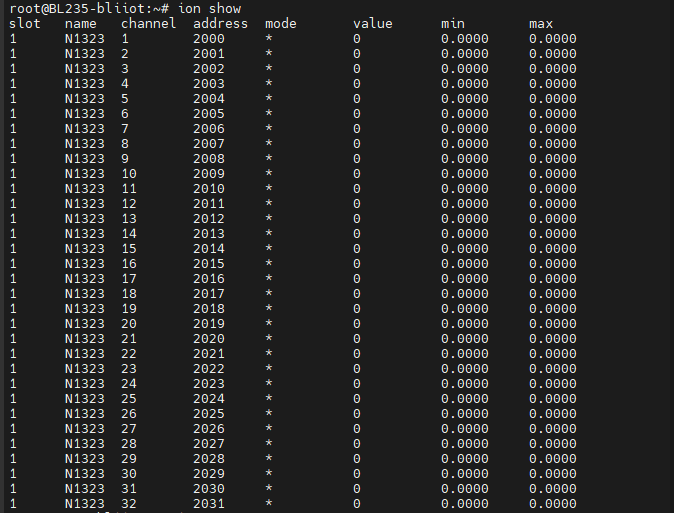 root@BL235-bliiot:~# ion show
slot name channel address mode value min max
1 N1323 1 2000 * 0 0.0000 0.0000
1 N1323 2 2001 * 0 0.0000 0.0000
1 N1323 3 2002 * 0 0.0000 0.0000
1 N1323 4 2003 * 0 0.0000 0.0000
1 N1323 5 2004 * 0 0.0000 0.0000
1 N1323 6 2005 * 0 0.0000 0.0000
1 N1323 7 2006 * 0 0.0000 0.0000
1 N1323 8 2007 * 0 0.0000 0.0000
1 N1323 9 2008 * 0 0.0000 0.0000
1 N1323 10 2009 * 0 0.0000 0.0000
1 N1323 11 2010 * 0 0.0000 0.0000
1 N1323 12 2011 * 0 0.0000 0.0000
1 N1323 13 2012 * 0 0.0000 0.0000
1 N1323 14 2013 * 0 0.0000 0.0000
1 N1323 15 2014 * 0 0.0000 0.0000
1 N1323 16 2015 * 0 0.0000 0.0000
1 N1323 17 2016 * 0 0.0000 0.0000
1 N1323 18 2017 * 0 0.0000 0.0000
1 N1323 19 2018 * 0 0.0000 0.0000
1 N1323 20 2019 * 0 0.0000 0.0000
1 N1323 21 2020 * 0 0.0000 0.0000
1 N1323 22 2021 * 0 0.0000 0.0000
1 N1323 23 2022 * 0 0.0000 0.0000
1 N1323 24 2023 * 0 0.0000 0.0000
1 N1323 25 2024 * 0 0.0000 0.0000
1 N1323 26 2025 * 0 0.0000 0.0000
1 N1323 27 2026 * 0 0.0000 0.0000
1 N1323 28 2027 * 0 0.0000 0.0000
1 N1323 29 2028 * 0 0.0000 0.0000
1 N1323 30 2029 * 0 0.0000 0.0000
1 N1323 31 2030 * 0 0.0000 0.0000
1 N1323 32 2031 * 0 0.0000 0.0000